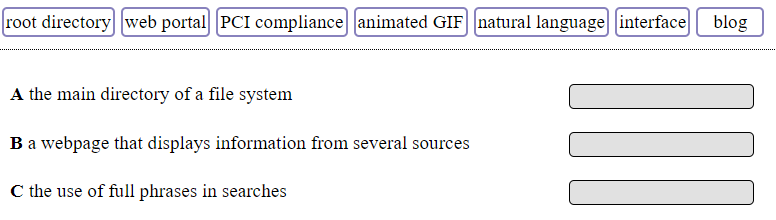 root directory web portal PCI compliance animated GIF natural language interface blog
A the main directory of a file system
B a webpage that displays information from several sources
C the use of full phrases in searches